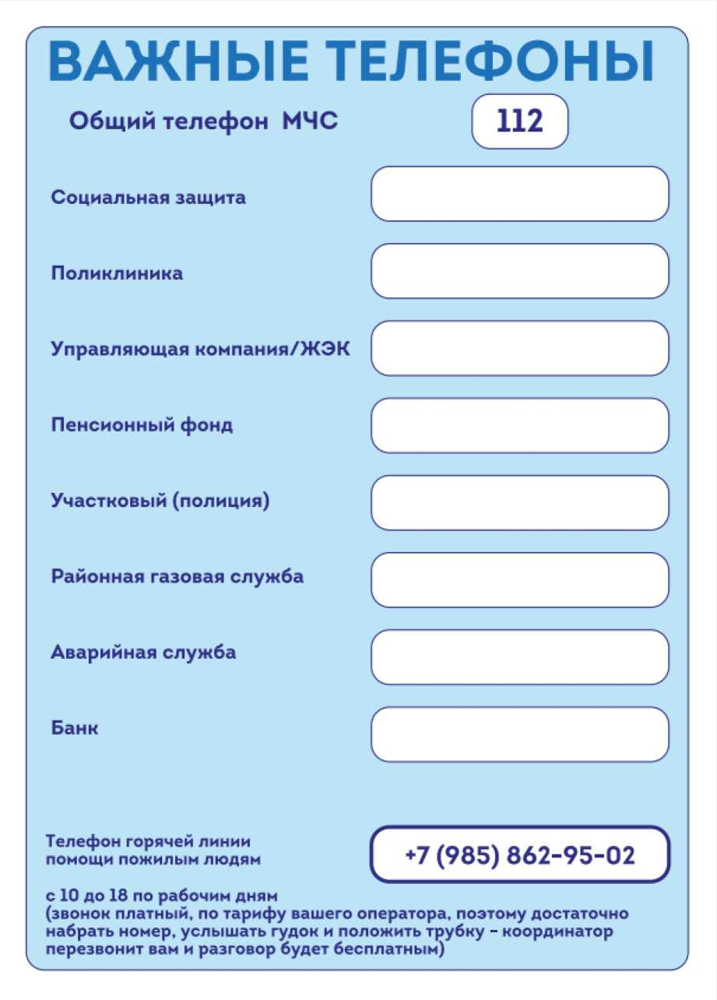 ВАЖНЫЕ ТЕЛЕФОНЫ
Общий телефон МЧС 112
Социальная защита
Поликлиника
Управляющая компания/ЖЭК
Пенсионный фонд
Участковый (полиция)
Районная газовая служба
Аварийная служба
Банк
Телефон горячей линии
помощи пожилым людям
+7 (985) 862-95-02
с 10 до 18 по рабочим дням
(звонок платный, по тарифу вашего оператора, поэтому достаточно
набрать номер, услышать гудок и положить трубку – координатор
перезвонит вам и разговор будет бесплатным)